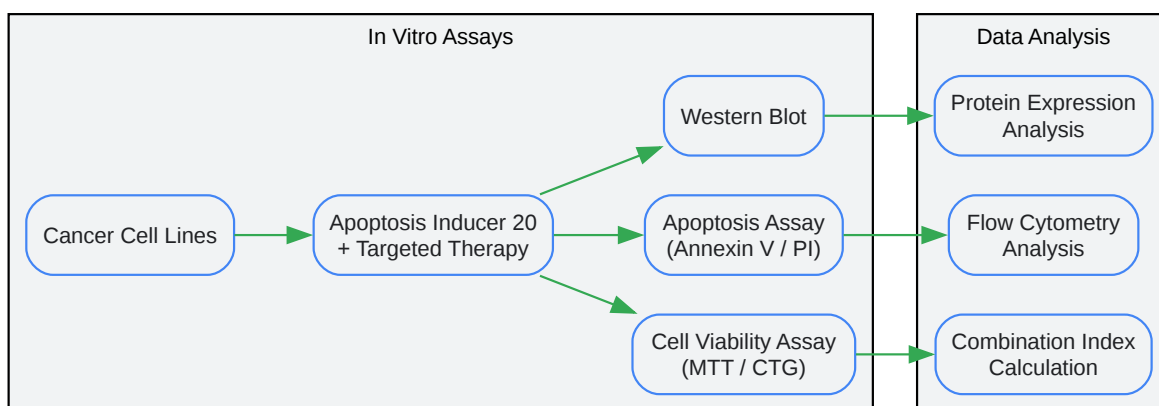 In Vitro Assays
Data Analysis
Western Blot
Protein Expression
Analysis
Cancer Cell Lines
Apoptosis Inducer 20
+ Targeted Therapy
Apoptosis Assay
(Annexin V / PI)
Flow Cytometry
Analysis
Cell Viability Assay
(MTT / CTG)
Combination Index
Calculation